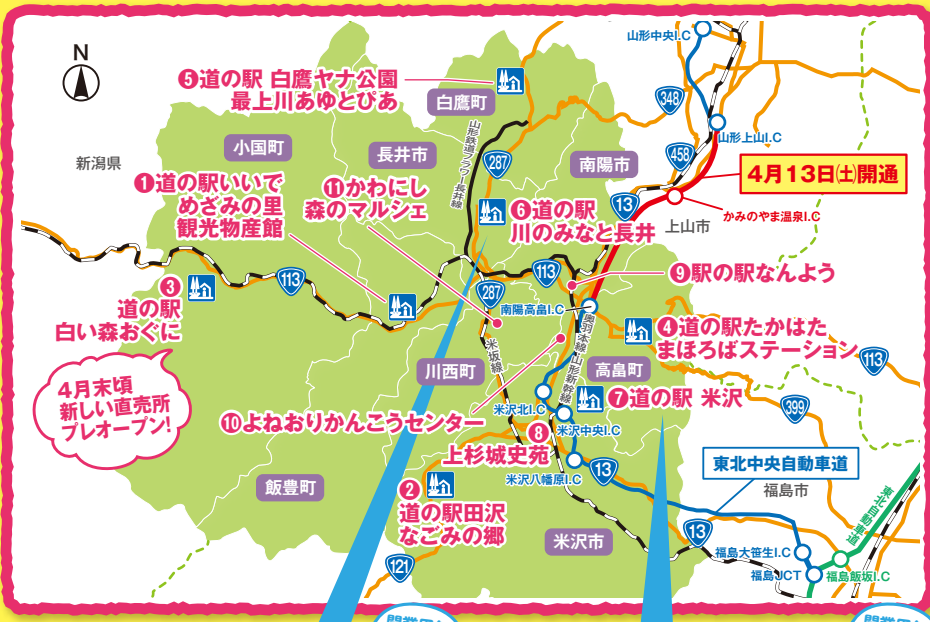 N
山形中央I.C
❺道の駅 白鷹ヤナ公園
最上川あゆとぴあ
白鷹町
348
山形上山I.C
小国町
長井市
山形鉄道フラワー長井線
287
南陽市
458
4月13日(土)開通
新潟県
❶道の駅いいで
めざみの里
観光物産館
⓫かわにし
森のマルシェ
❻道の駅
川のみなと長井
13
かみのやま温泉I.C
上山市
❸
道の駅
白い森おぐに
113
113
287
❾駅の駅なんよう
南陽高畠I.C
❹道の駅たかはた
まほろばステーション
113
4月末頃
新しい直売所
プレオープン!
川西町
米坂線
奥羽本線
山形新幹線
高畠町
❼道の駅 米沢
399
米沢北I.C
米沢中央I.C
❿よねおりかんこうセンター
❽
上杉城史苑
米沢八幡原I.C
13
東北中央自動車道
福島市
東北自動車道
飯豊町
❷
道の駅田沢
なごみの郷
米沢市
13
福島大笹生I.C
福島JCT
福島飯坂I.C
121